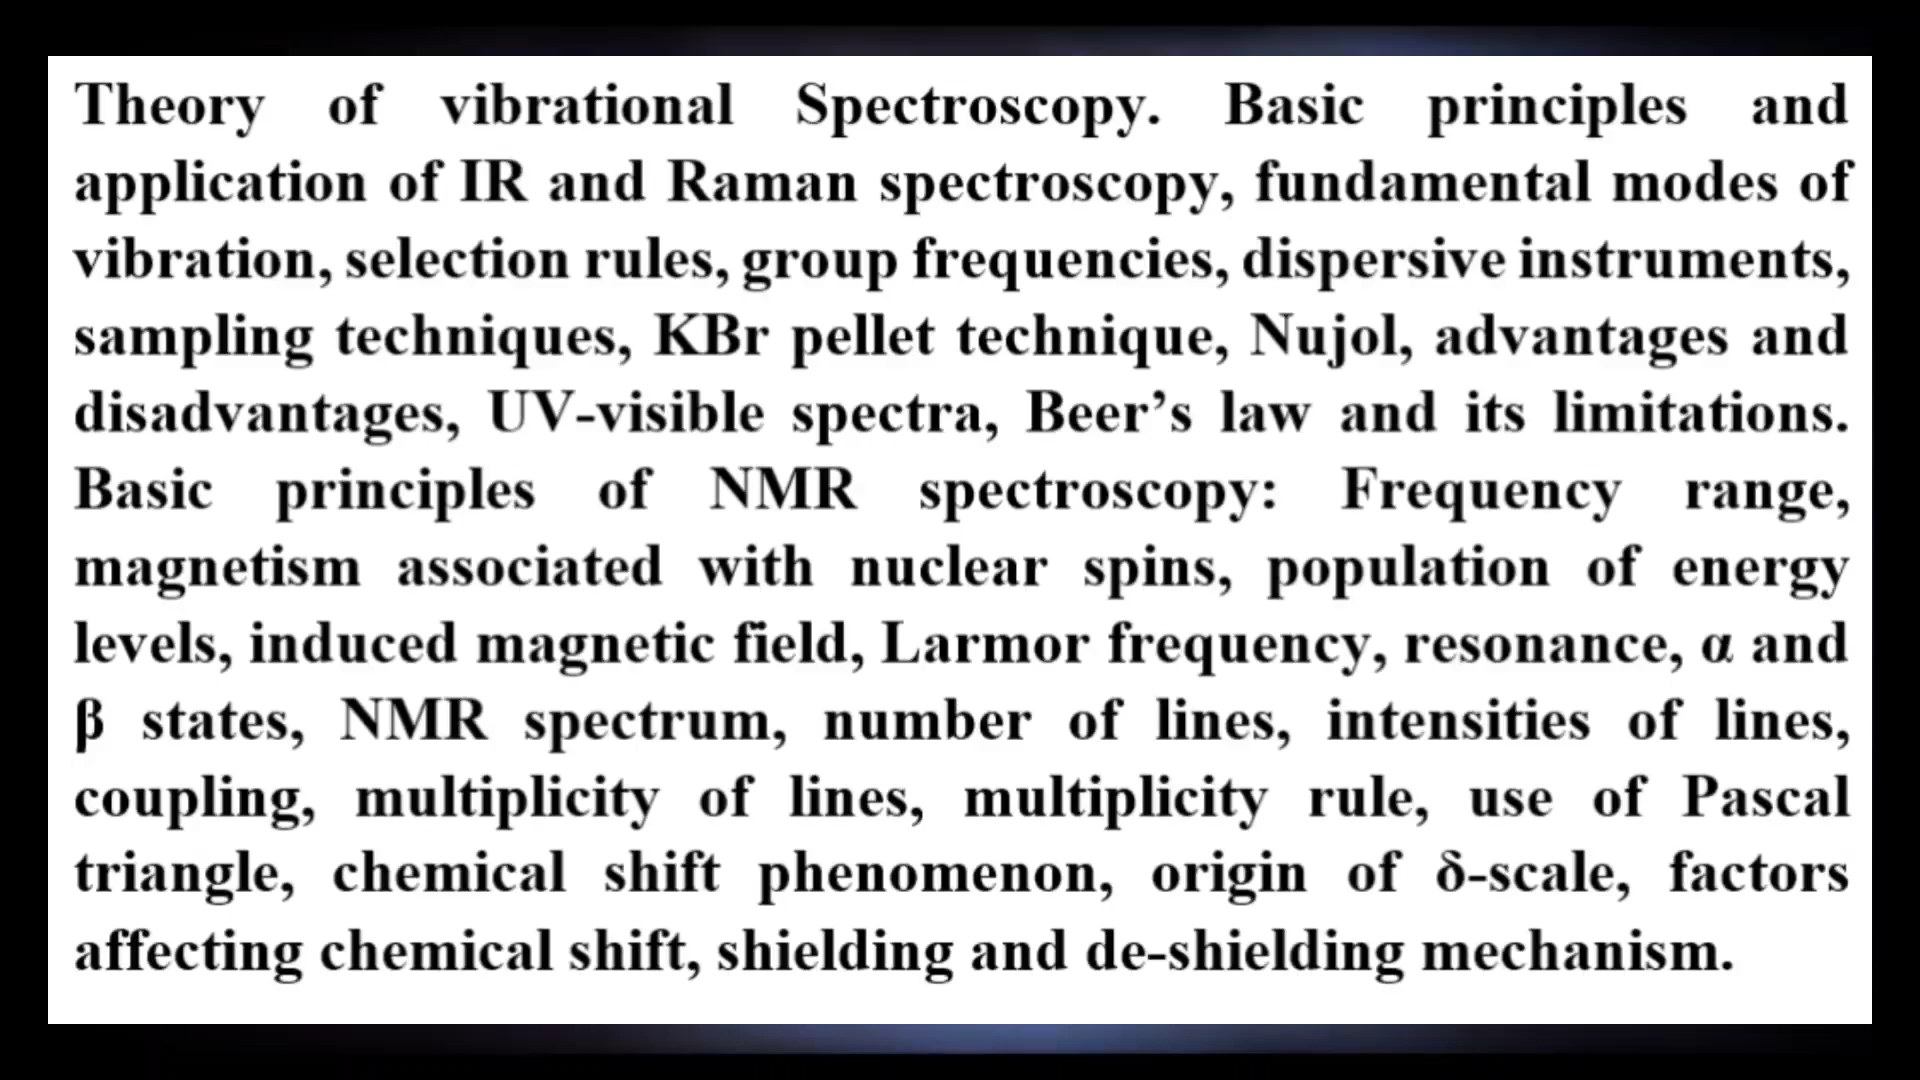 Theory of vibrational Spectroscopy. Basic principles and
application of IR and Raman spectroscopy, fundamental modes of
vibration, selection rules, group frequencies, dispersive instruments,
sampling techniques, KBr pellet technique, Nujol, advantages and
disadvantages, UV-visible spectra, Beer’s law and its limitations.
Basic principles of NMR spectroscopy: Frequency range,
magnetism associated with nuclear spins, population of energy
levels, induced magnetic field, Larmor frequency, resonance, α and
β states, NMR spectrum, number of lines, intensities of lines,
coupling, multiplicity of lines, multiplicity rule, use of Pascal
triangle, chemical shift phenomenon, origin of δ-scale, factors
affecting chemical shift, shielding and de-shielding mechanism.